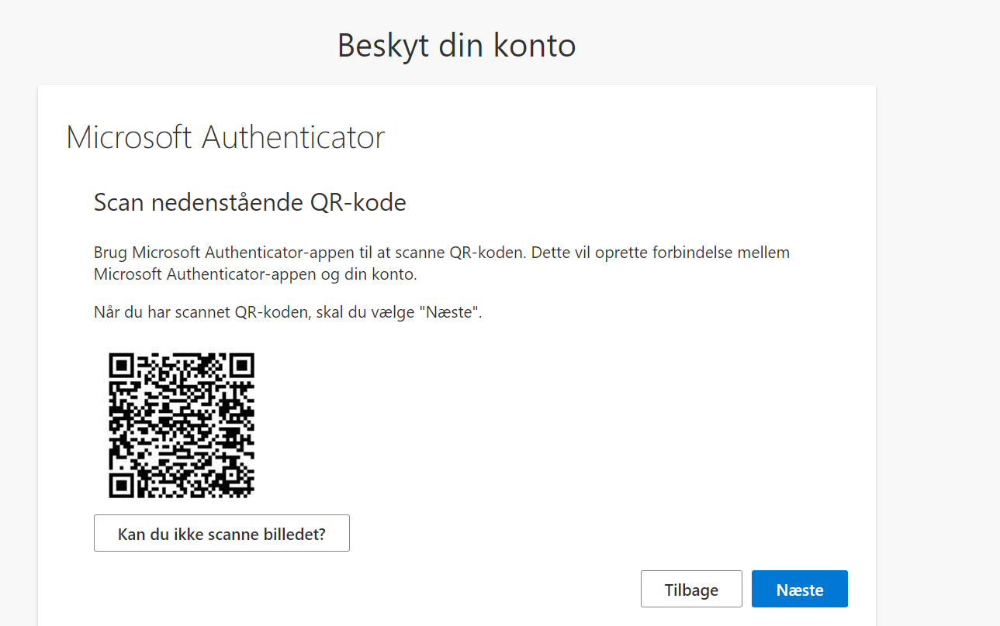 Beskyt din konto
Microsoft Authenticator
Scan nedenstående QR-kode
Brug Microsoft Authenticator-appen til at scanne QR-koden. Dette vil oprette forbindelse mellem
Microsoft Authenticator-appen og din konto.
Når du har scannet QR-koden, skal du vælge "Næste".
Kan du ikke scanne billedet?
Tilbage
Næste